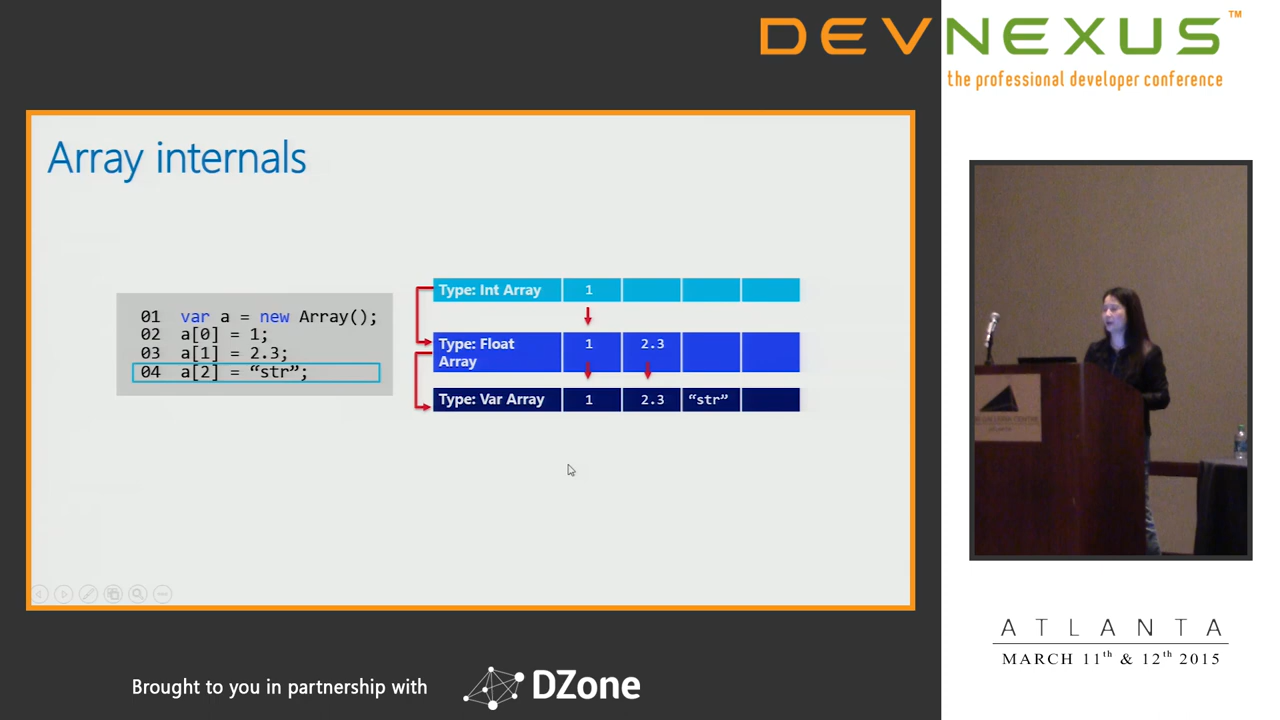 DEVNEXUS™
the professional developer conference
Array internals
01 var a = new Array();
02 a[0] = 1;
03 a[1] = 2.3;
04 a[2] = “str”;
Type: Int Array 1
Type: Float
Array
1 2.3
Type: Var Array 1 2.3 “str”
ATLANTA
MARCH 11th & 12th 2015
Brought to you in partnership with
DZone